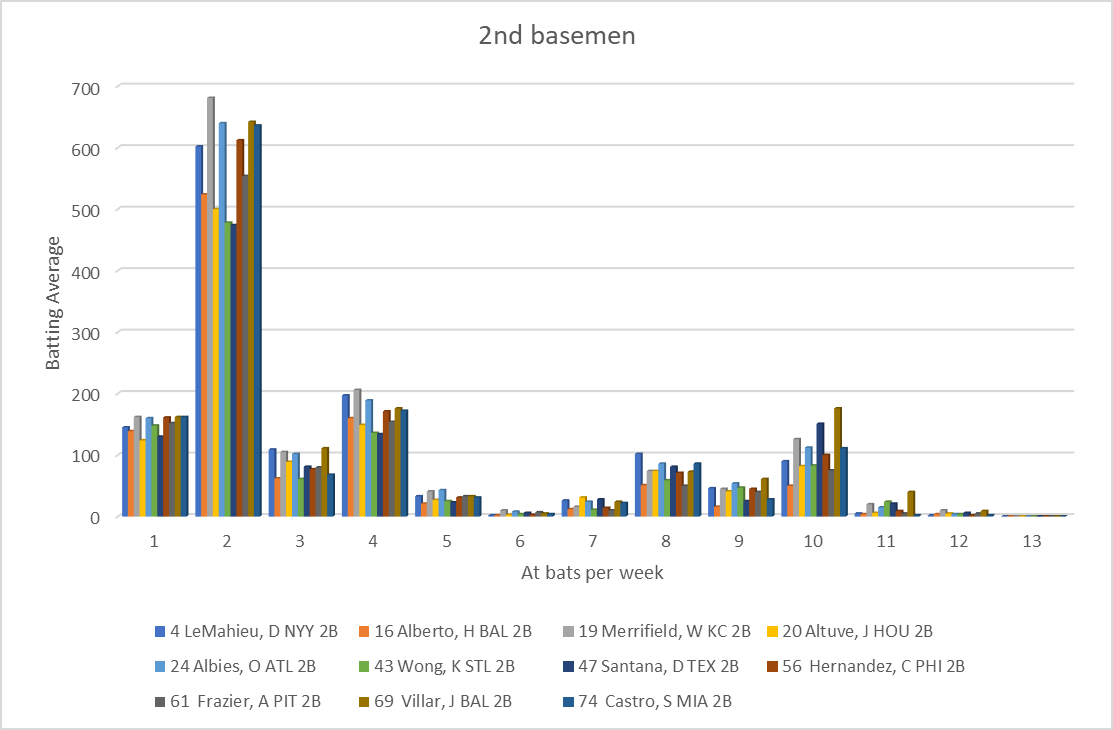 2nd basemen
700
600
500
400
300
200
100
0
Batting Average
1 2 3 4 5 6 7 8 9 10 11 12 13
At bats per week
4 LeMahieu, D NYY 2B 16 Alberto, H BAL 2B 19 Merrifield, W KC 2B 20 Altuve, J HOU 2B
24 Albies, O ATL 2B 43 Wong, K STL 2B 47 Santana, D TEX 2B 56 Hernandez, C PHI 2B
61 Frazier, A PIT 2B 69 Villar, J BAL 2B 74 Castro, S MIA 2B